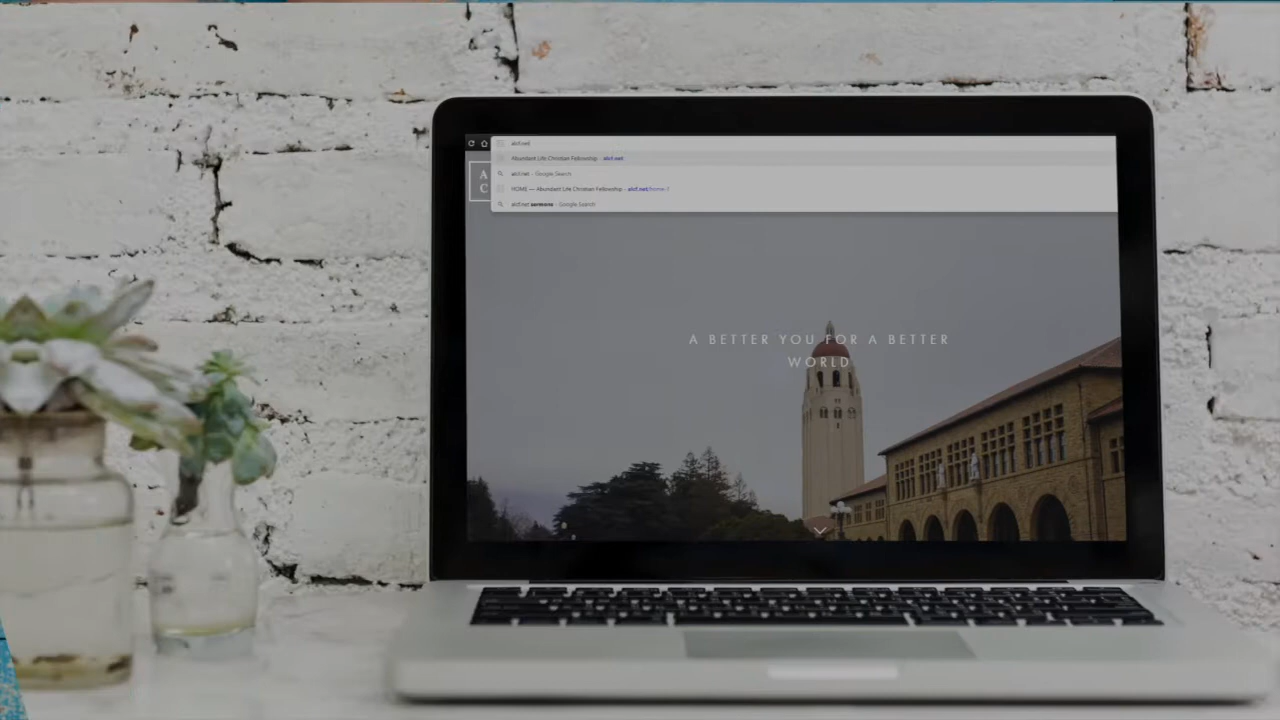 alcf.net
Abundant Life Christian Fellowship - alcf.net
A
alcf.net - Google Search
C
HOME — Abundant Life Christian Fellowship - alcf.net/home-1
alcf.net sermons - Google Search
A BETTER YOU FOR A BETTER
WORLD